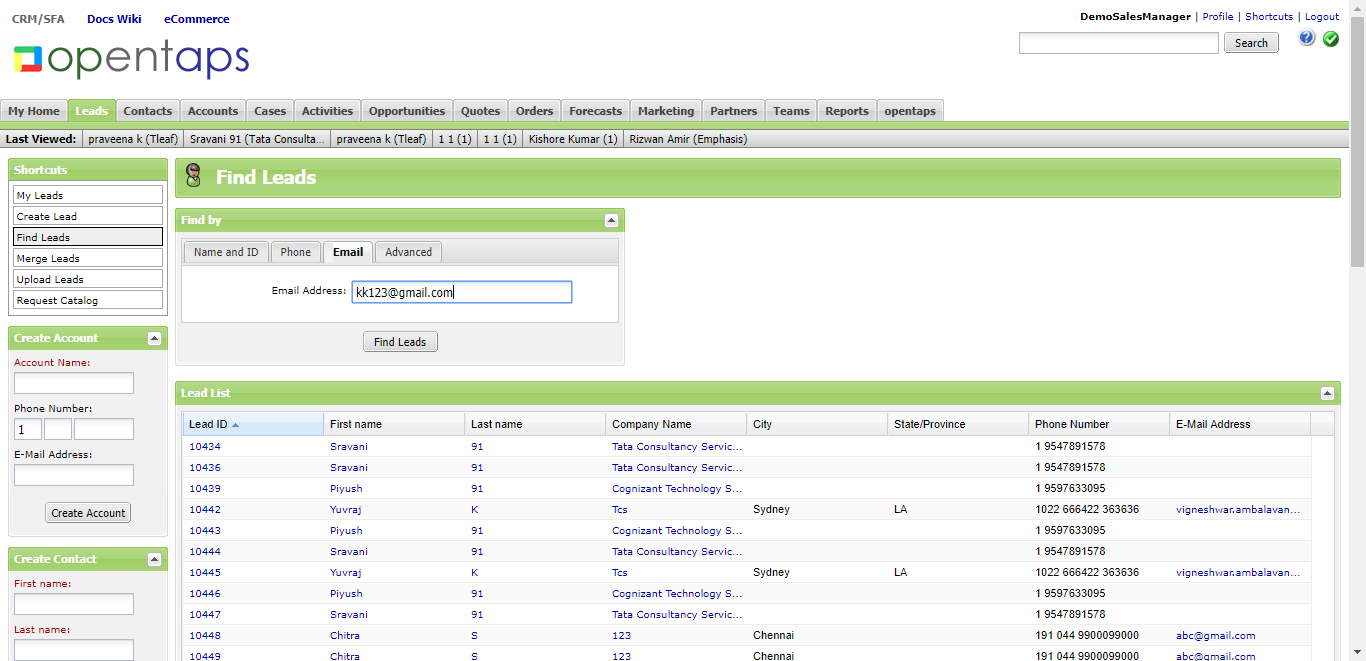 CRM/SFA Docs Wiki eCommerce
DemoSalesManager | Profile | Shortcuts | Logout
opentaps
Search
My Home Leads Contacts Accounts Cases Activities Opportunities Quotes Orders Forecasts Marketing Partners Teams Reports opentaps
Last Viewed: praveena k (Tleaf) Sravani 91 (Tata Consulta... praveena k (Tleaf) 1 1 (1) 1 1 (1) Kishore Kumar (1) Rizwan Amir (Emphasis)
Shortcuts
My Leads
Create Lead
Find Leads
Merge Leads
Upload Leads
Request Catalog
Create Account
Account Name:
Phone Number:
1
E-Mail Address:
Create Account
Create Contact
First name:
Last name:
Find Leads
Find by
Name and ID Phone Email Advanced
Email Address: kk123@gmail.com
Find Leads
Lead List
Lead ID First name Last name Company Name City State/Province Phone Number E-Mail Address
10434 Sravani 91 Tata Consultancy Servic... 1 9547891578
10436 Sravani 91 Tata Consultancy Servic... 1 9547891578
10439 Piyush 91 Cognizant Technology S... 1 9597633095
10442 Yuvraj K Tcs Sydney LA 1022 666422 363636 vigneshwar.ambalavan...
10443 Piyush 91 Cognizant Technology S... 1 9597633095
10444 Sravani 91 Tata Consultancy Servic... 1 9547891578
10445 Yuvraj K Tcs Sydney LA 1022 666422 363636 vigneshwar.ambalavan...
10446 Piyush 91 Cognizant Technology S... 1 9597633095
10447 Sravani 91 Tata Consultancy Servic... 1 9547891578
10448 Chitra S 123 Chennai 191 044 9900099000 abc@gmail.com
10449 Chitra S 123 Chennai 191 044 9900099000 abc@gmail.com